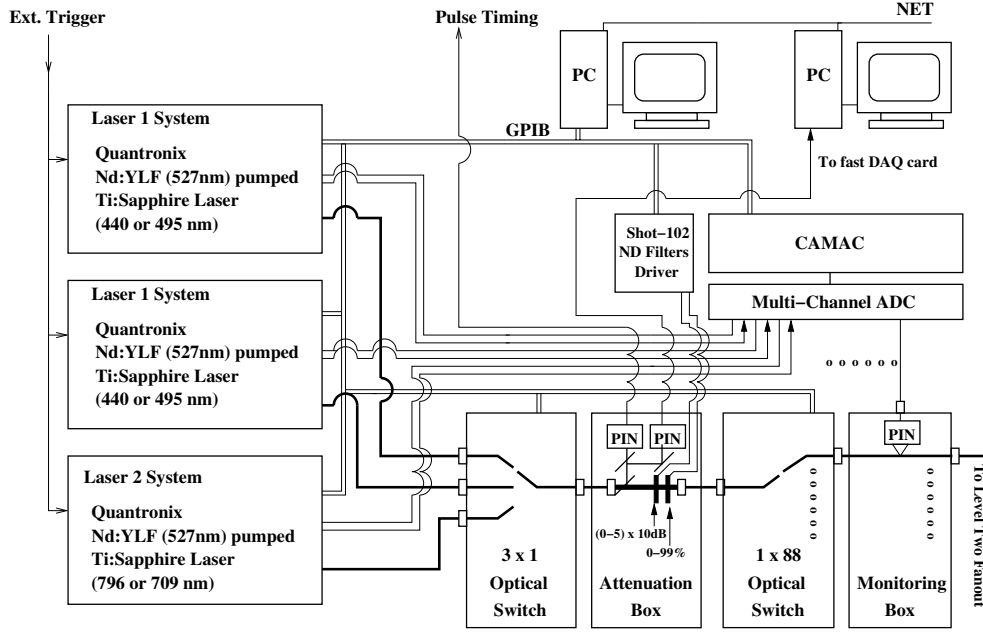 Ext. Trigger
Pulse Timing
NET
PC
PC
GPIB
To fast DAQ card
Laser 1 System
Quantronix
Nd:YLF (527nm) pumped
Ti:Sapphire Laser
(440 or 495 nm)
Shot−102
ND Filters
Driver
CAMAC
Multi−Channel ADC
Laser 1 System
Quantronix
Nd:YLF (527nm) pumped
Ti:Sapphire Laser
(440 or 495 nm)
Laser 2 System
Quantronix
Nd:YLF (527nm) pumped
Ti:Sapphire Laser
(796 or 709 nm)
PIN
PIN
PIN
(0−5) x 10dB
0−99%
3 x 1
Optical
Switch
Attenuation
Box
1 x 88
Optical
Switch
Monitoring
Box
To Level Two Fanout